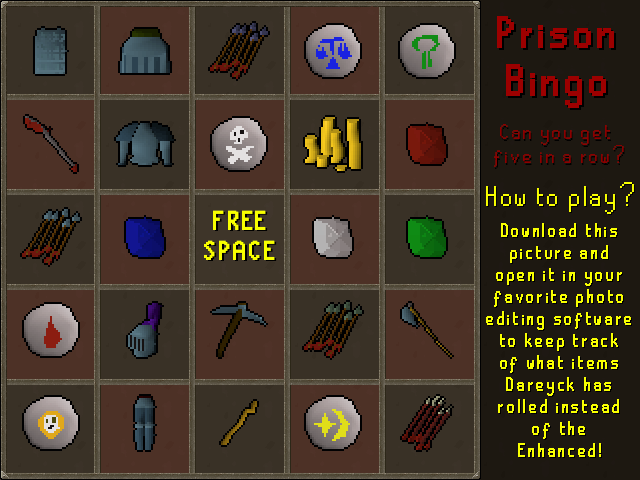 Prison
Bingo
Can you get
five in a row?
How to play?
Download this
picture and
open it in your
favorite photo
editing software
to keep track
of what items
Dareyck has
rolled instead
of the
Enhanced!
FREE
SPACE